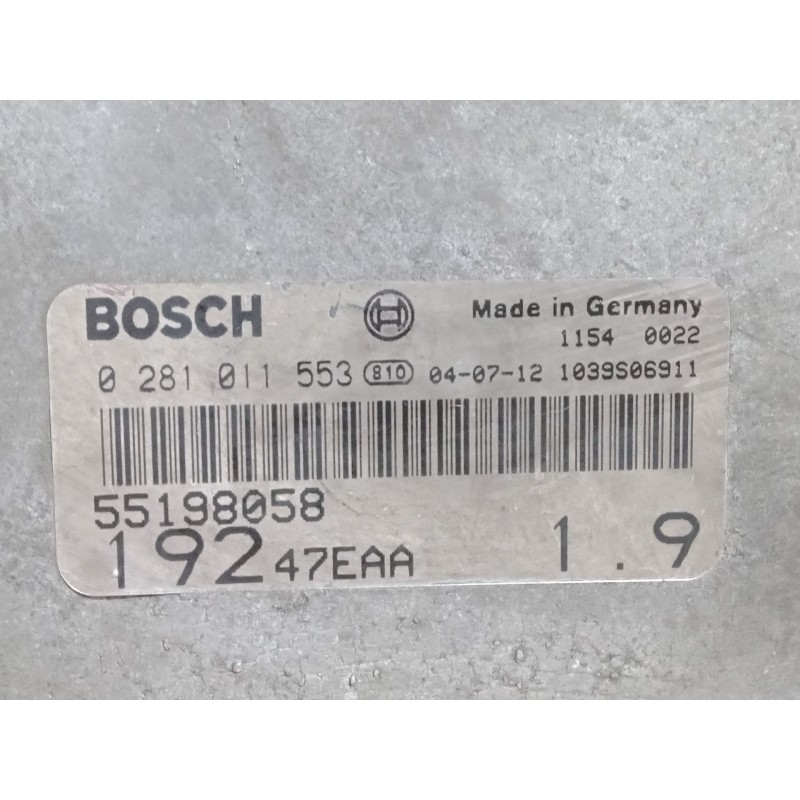 BOSCH Made in Germany
1154 0022
0 281 011 553 810 04-07-12 1039S06911
55198058
192 47EAA 1.9